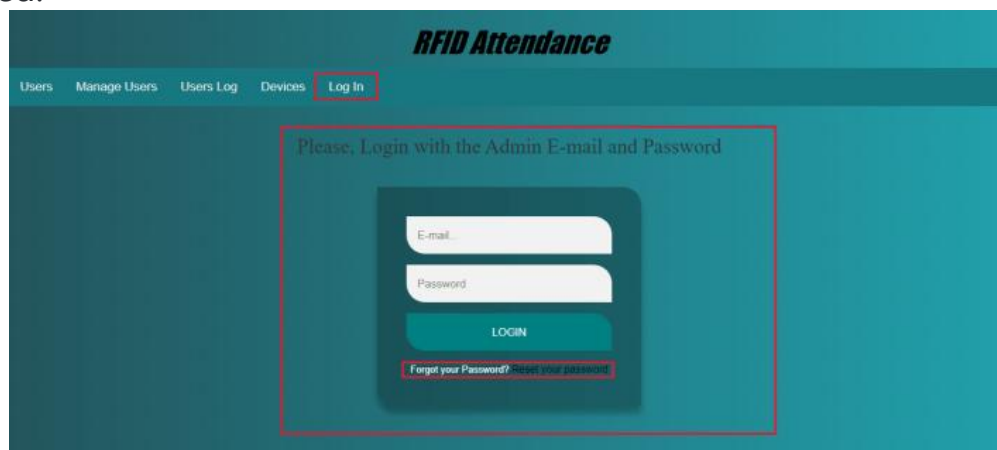 RFID Attendance
Users Manage Users Users Log Devices Log In
Please, Login with the Admin E-mail and Password
E-mail...
Password
LOGIN
Forgot your Password? Reset your password